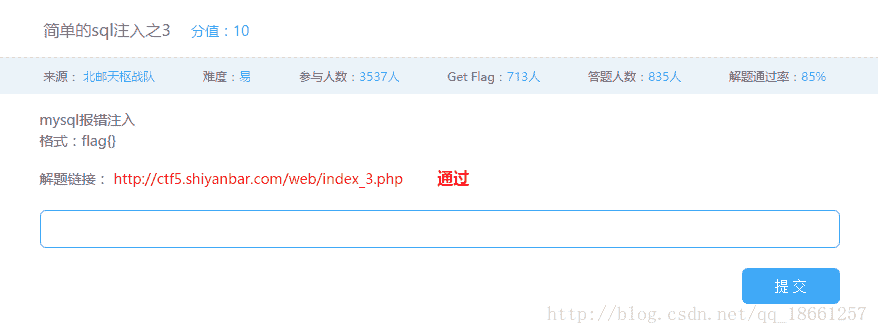 简单的sql注入之3 分值：10
来源： 北邮天枢战队 难度：易 参与人数：3537人 Get Flag：713人 答题人数：835人 解题通过率：85%
mysql报错注入
格式：flag{}
解题链接： http://ctf5.shiyanbar.com/web/index_3.php 通过
提交
http://blog.csdn.net/qq_18661257